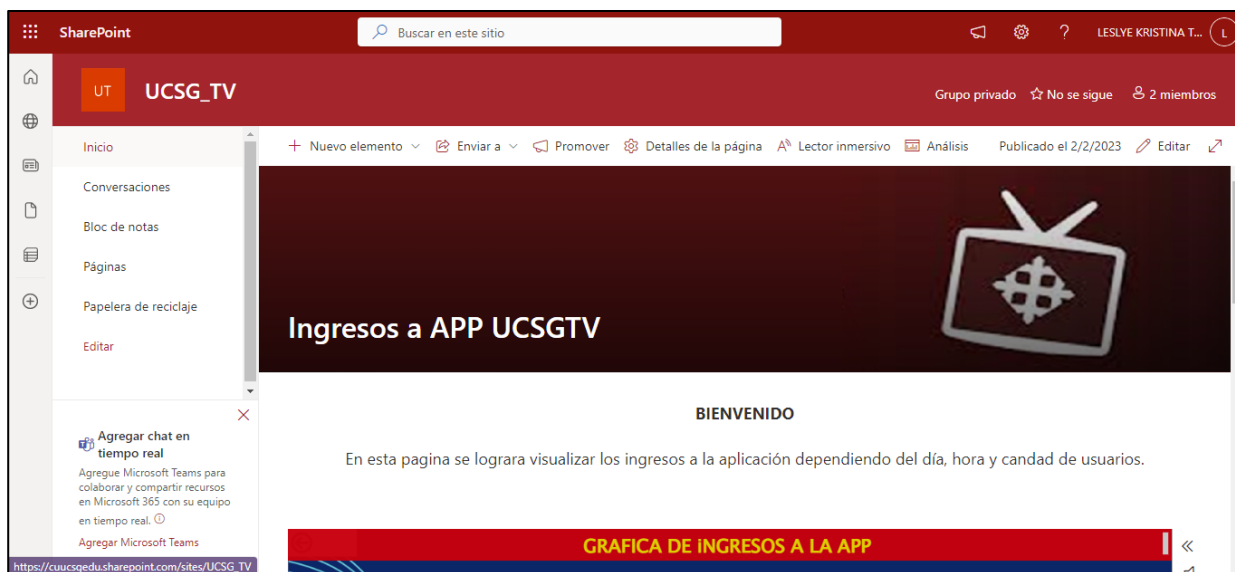 SharePoint
Buscar en este sitio
LESLYE KRISTINA T...
L
UT
UCSG_TV
Grupo privado
No se sigue
2 miembros
Inicio
Conversaciones
Bloc de notas
Páginas
Papelera de reciclaje
Editar
Nuevo elemento
Enviar a
Promover
Detalles de la página
Lector inmersivo
Análisis
Publicado el 2/2/2023
Editar
Ingresos a APP UCSGTV
Agregar chat en
tiempo real
Agregue Microsoft Teams para
colaborar y compartir recursos
en Microsoft 365 con su equipo
en tiempo real.
Agregar Microsoft Teams
https://cuucsgedu.sharepoint.com/sites/UCSG_TV
BIENVENIDO
En esta pagina se lograra visualizar los ingresos a la aplicación dependiendo del día, hora y candad de usuarios.
GRAFICA DE iNGRESOS A LA APP